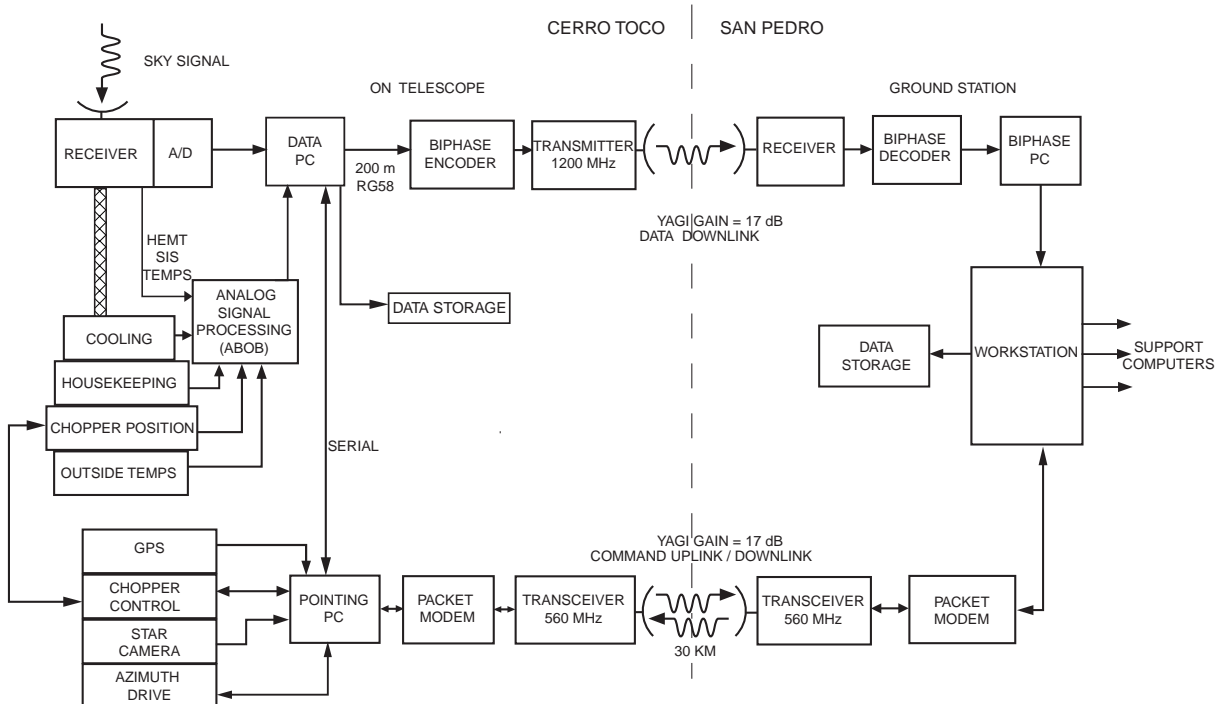 CERRO TOCO
SAN PEDRO
SKY SIGNAL
ON TELESCOPE
GROUND STATION
RECEIVER
A/D
DATA
PC
200 m
RG58
BIPHASE
ENCODER
TRANSMITTER
1200 MHz
RECEIVER
BIPHASE
DECODER
BIPHASE
PC
YAGI GAIN = 17 dB
DATA DOWNLINK
HEMT
SIS
TEMPS
ANALOG
SIGNAL
PROCESSING
(ABOB)
DATA STORAGE
COOLING
HOUSEKEEPING
CHOPPER POSITION
OUTSIDE TEMPS
SERIAL
DATA
STORAGE
WORKSTATION
SUPPORT
COMPUTERS
GPS
CHOPPER
CONTROL
STAR
CAMERA
AZIMUTH
DRIVE
POINTING
PC
PACKET
MODEM
TRANSCEIVER
560 MHz
YAGI GAIN = 17 dB
COMMAND UPLINK / DOWNLINK
30 KM
TRANSCEIVER
560 MHz
PACKET
MODEM